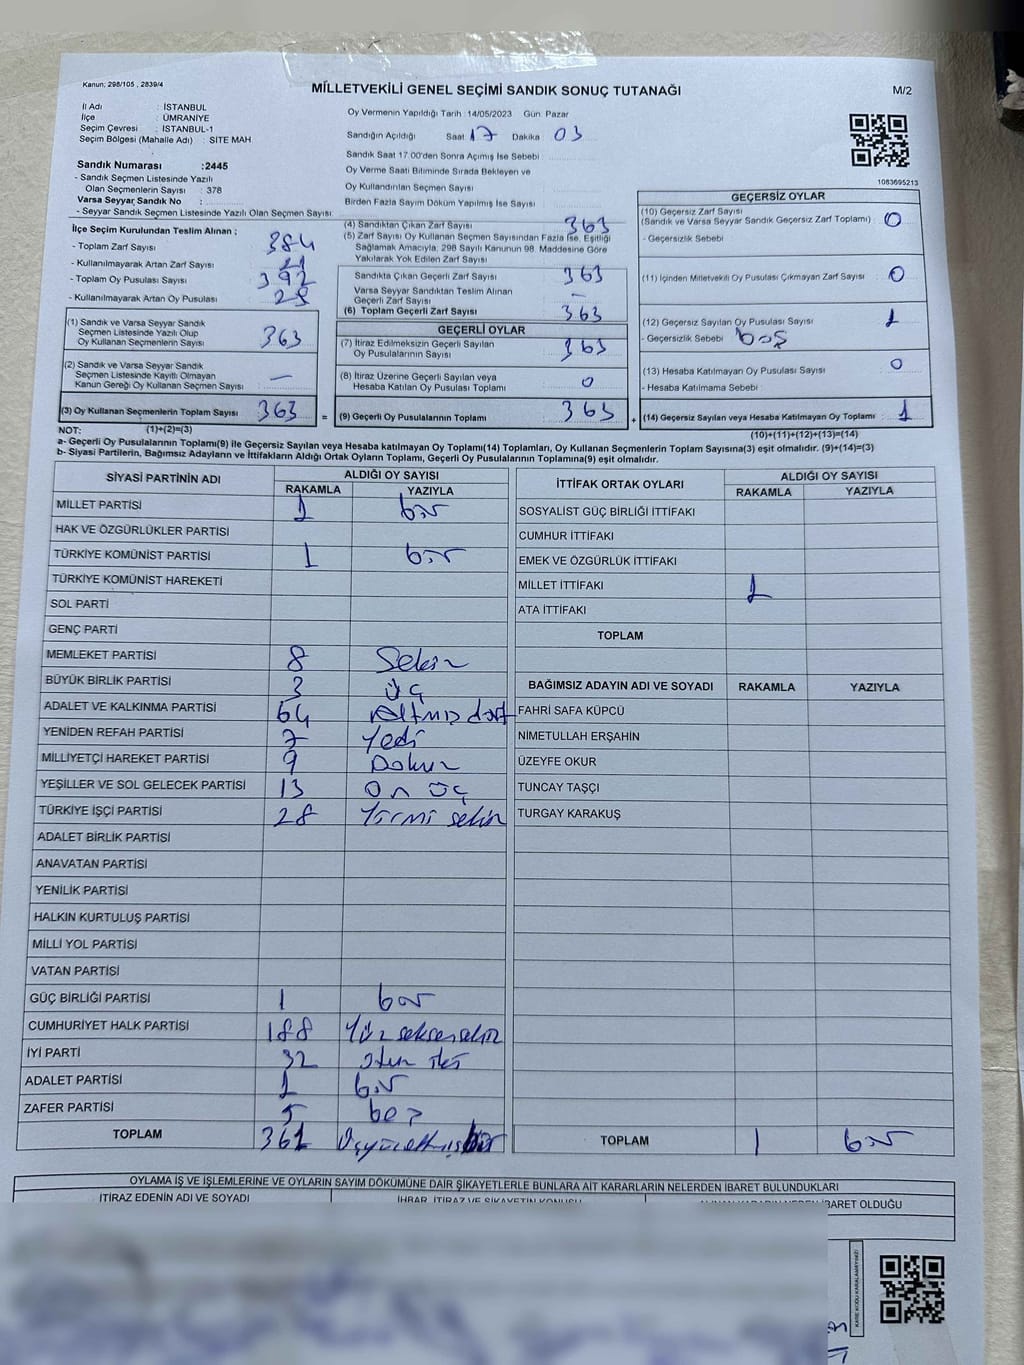 Kanun; 298/105 , 2839/4
MİLLETVEKİLİ GENEL SEÇİMİ SANDIK SONUÇ TUTANAĞI
M/2
İl Adı : İSTANBUL
İlçe : ÜMRANİYE
Seçim Çevresi : İSTANBUL-1
Seçim Bölgesi (Mahalle Adı) : SİTE MAH
Oy Vermenin Yapıldığı Tarih :14/05/2023 Gün: Pazar
Sandığın Açıldığı Saat 17 Dakika 03
Sandık Saat 17.00'den Sonra Açımış İse Sebebi
Oy Verme Saati Bitiminde Sırada Bekleyen ve
Oy Kullandırılan Seçmen Sayısı
Birden Fazla Sayım Döküm Yapılmış İse Sayısı
1083695213
Sandık Numarası :2445
- Sandık Seçmen Listesinde Yazılı
Olan Seçmenlerin Sayısı : 378
Varsa Seyyar Sandık No :
- Seyyar Sandık Seçmen Listesinde Yazılı Olan Seçmen Sayısı:
İlçe Seçim Kurulundan Teslim Alınan ;
- Toplam Zarf Sayısı 384
- Kullanılmayarak Artan Zarf Sayısı 21
- Toplam Oy Pusulası Sayısı 392
- Kullanılmayarak Artan Oy Pusulası
(1) Sandık ve Varsa Seyyar Sandık
Seçmen Listesinde Yazılı Olup
Oy Kullanan Seçmenlerin Sayısı 363
(2) Sandık ve Varsa Seyyar Sandık
Seçmen Listesinde Kayıtlı Olmayan
Kanun Gereği Oy Kullanan Seçmen Sayısı : —
(3) Oy Kullanan Seçmenlerin Toplam Sayısı 363 =
(4) Sandıktan Çıkan Zarf Sayısı 363
(5) Zarf Sayısı Oy Kullanan Seçmen Sayısından Fazla İse, Eşitliği
Sağlamak Amacıyla, 298 Sayılı Kanunun 98. Maddesine Göre
Yakılarak Yok Edilen Zarf Sayısı
Sandıkta Çıkan Geçerli Zarf Sayısı 363
Varsa Seyyar Sandıktan Teslim Alınan
Geçerli Zarf Sayısı —
(6) Toplam Geçerli Zarf Sayısı 363
GEÇERLİ OYLAR
(7) İtiraz Edilmeksizin Geçerli Sayılan
Oy Pusulalarının Sayısı 363
(8) İtiraz Üzerine Geçerli Sayılan veya
Hesaba Katılan Oy Pusulası Toplamı 0
(9) Geçerli Oy Pusulalarının Toplamı 363 +
GEÇERSİZ OYLAR
(10) Geçersiz Zarf Sayısı
(Sandık ve Varsa Seyyar Sandık Geçersiz Zarf Toplamı) : 0
- Geçersizlik Sebebi :
(11) İçinden Milletvekili Oy Pusulası Çıkmayan Zarf Sayısı : 0
(12) Geçersiz Sayılan Oy Pusulası Sayısı : 1
- Geçersizlik Sebebi boş
(13) Hesaba Katılmayan Oy Pusulası Sayısı : 0
- Hesaba Katılmama Sebebi :
(14) Geçersiz Sayılan veya Hesaba Katılmayan Oy Toplamı : 1
NOT: (1)+(2)=(3)
(10)+(11)+(12)+(13)=(14)
a- Geçerli Oy Pusulalarının Toplamı(9) ile Geçersiz Sayılan veya Hesaba katılmayan Oy Toplamı(14) Toplamları, Oy Kullanan Seçmenlerin Toplam Sayısına(3) eşit olmalıdır. (9)+(14)=(3)
b- Siyasi Partilerin, Bağımsız Adayların ve İttifakların Aldığı Ortak Oyların Toplamı, Geçerli Oy Pusulalarının Toplamına(9) eşit olmalıdır.
SİYASİ PARTİNİN ADI ALDIĞI OY SAYISI
RAKAMLA YAZIYLA
MİLLET PARTİSİ 1 bir
HAK VE ÖZGÜRLÜKLER PARTİSİ
TÜRKİYE KOMÜNİST PARTİSİ 1 bir
TÜRKİYE KOMÜNİST HAREKETİ
SOL PARTİ
GENÇ PARTİ
MEMLEKET PARTİSİ 8 Sekiz
BÜYÜK BİRLİK PARTİSİ 3 üç
ADALET VE KALKINMA PARTİSİ 64 Altmış dört
YENİDEN REFAH PARTİSİ 7 Yedi
MİLLİYETÇİ HAREKET PARTİSİ 9 Dokuz
YEŞİLLER VE SOL GELECEK PARTİSİ 13 On üç
TÜRKİYE İŞÇİ PARTİSİ 28 Yirmi sekiz
ADALET BİRLİK PARTİSİ
ANAVATAN PARTİSİ
YENİLİK PARTİSİ
HALKIN KURTULUŞ PARTİSİ
MİLLİ YOL PARTİSİ
VATAN PARTİSİ
GÜÇ BİRLİĞİ PARTİSİ 1 bir
CUMHURİYET HALK PARTİSİ 188 Yüz seksen sekiz
İYİ PARTİ 32 Otuz iki
ADALET PARTİSİ 1 bir
ZAFER PARTİSİ 5 beş
TOPLAM 361
İTTİFAK ORTAK OYLARI ALDIĞI OY SAYISI
RAKAMLA YAZIYLA
SOSYALİST GÜÇ BİRLİĞİ İTTİFAKI
CUMHUR İTTİFAKI
EMEK VE ÖZGÜRLÜK İTTİFAKI
MİLLET İTTİFAKI 1
ATA İTTİFAKI
TOPLAM
BAĞIMSIZ ADAYIN ADI VE SOYADI RAKAMLA YAZIYLA
FAHRİ SAFA KÜPCÜ
NİMETULLAH ERŞAHİN
ÜZEYFE OKUR
TUNCAY TAŞÇI
TURGAY KARAKUŞ
TOPLAM 1 bir
OYLAMA İŞ VE İŞLEMLERİNE VE OYLARIN SAYIM DÖKÜMÜNE DAİR ŞİKAYETLERLE BUNLARA AİT KARARLARIN NELERDEN İBARET BULUNDUKLARI
İTİRAZ EDENİN ADI VE SOYADI İHBAR, İTİRAZ VE ŞİKAYETİN KONUSU ALINAN KARARIN NEDEN İBARET OLDUĞU
KARE KODU KARALAMAYINIZ!